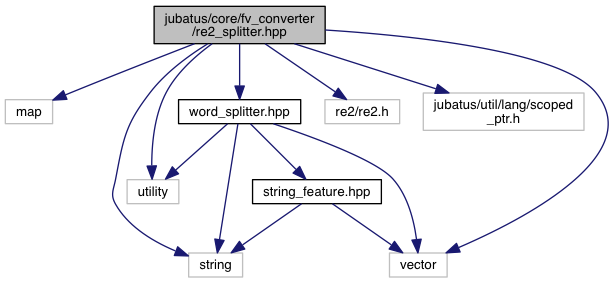 jubatus/core/fv_converter
/re2_splitter.hpp
map
word_splitter.hpp
re2/re2.h
jubatus/util/lang/scoped
_ptr.h
utility
string_feature.hpp
string
vector